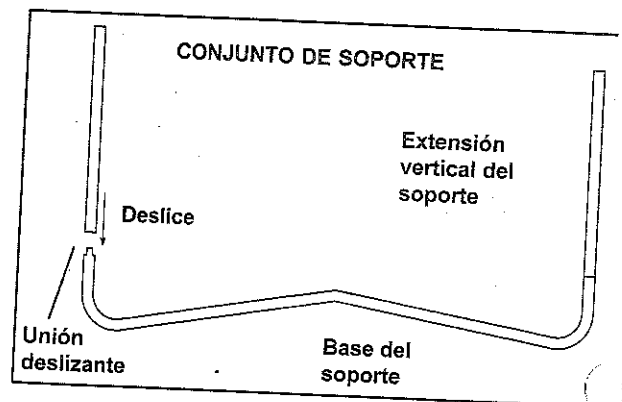 CONJUNTO DE SOPORTE
Extensión
vertical del
soporte
Deslice
Unión
deslizante
Base del
soporte